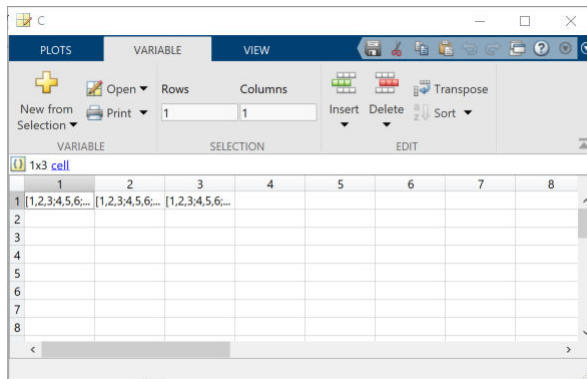 C
PLOTS VARIABLE VIEW
New from Selection
Open
Print
Rows Columns
1 1
Insert Delete
Transpose
Sort
VARIABLE SELECTION EDIT
1x3 cell
1 2 3 4 5 6 7 8
1 [1,2,3;4,5,6;... [1,2,3;4,5,6;... [1,2,3;4,5,6;...
2
3
4
5
6
7
8